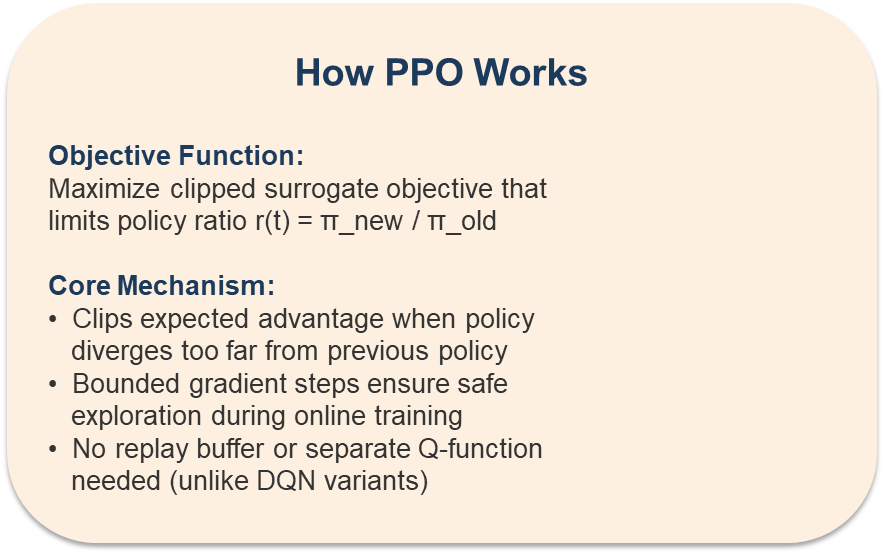 How PPO Works
Objective Function:
Maximize clipped surrogate objective that
limits policy ratio r(t) = π_new / π_old
Core Mechanism:
• Clips expected advantage when policy
diverges too far from previous policy
• Bounded gradient steps ensure safe
exploration during online training
• No replay buffer or separate Q-function
needed (unlike DQN variants)